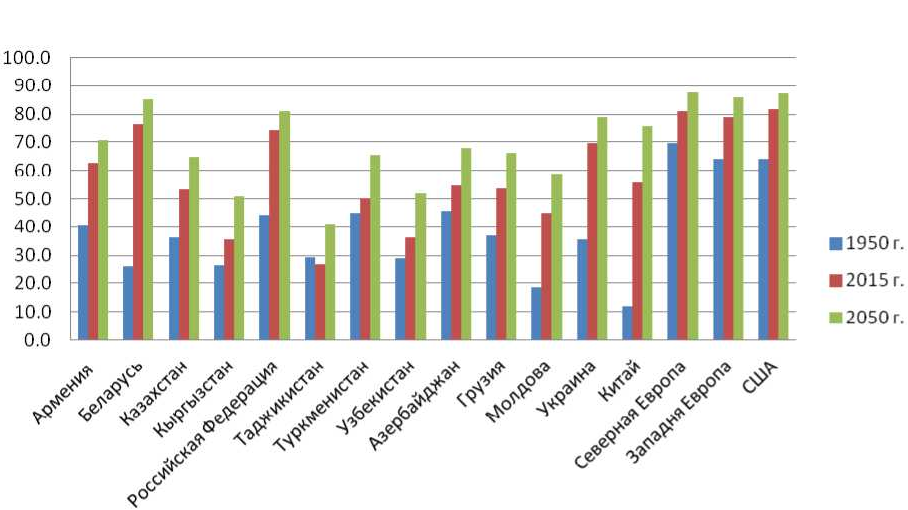 100.0
90.0
80.0
70.0
60.0
50.0
40.0
30.0
20.0
10.0
0.0
Армения
Беларусь
Казахстан
Кыргызстан
Российская Федерация
Таджикистан
Туркменистан
Узбекистан
Азербайджан
Грузия
Молдова
Украина
Китай
Северная Европа
Западня Европа
США
1950 г.
2015 г.
2050 г.